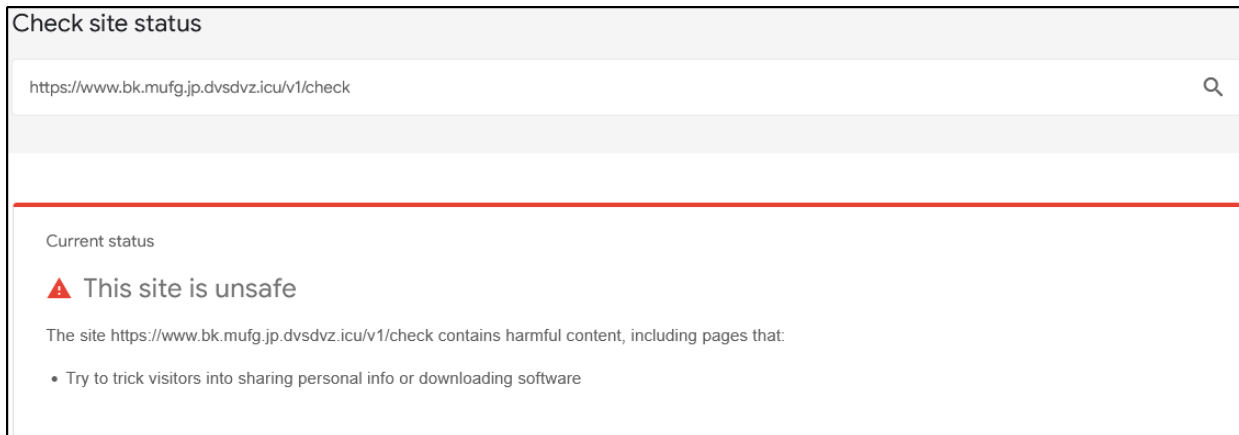 Check site status
https://www.bk.mufg.jp.dvsdvz.icu/v1/check
Current status
This site is unsafe
The site https://www.bk.mufg.jp.dvsdvz.icu/v1/check contains harmful content, including pages that:
• Try to trick visitors into sharing personal info or downloading software